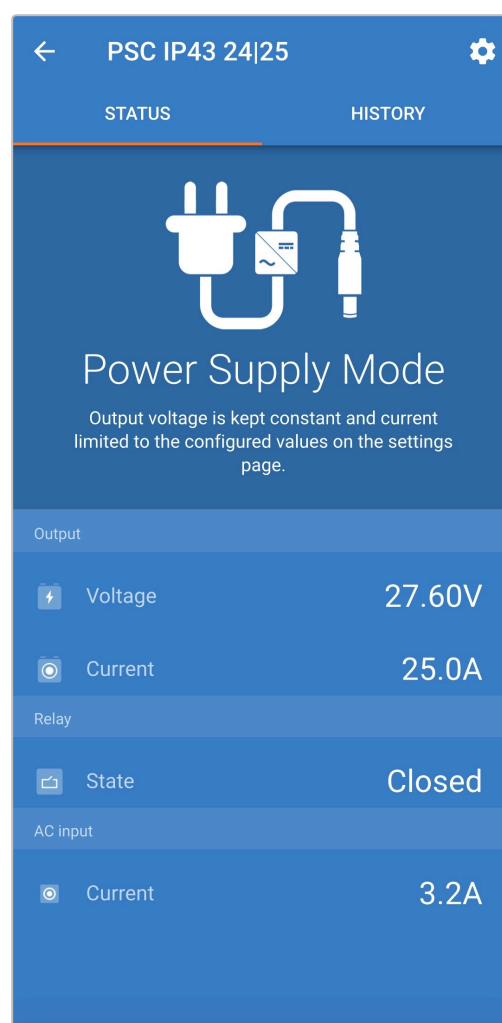 PSC IP43 24|25
STATUS
HISTORY
Power Supply Mode
Output voltage is kept constant and current
limited to the configured values on the settings
page.
Output
Voltage
27.60V
Current
25.0A
Relay
State
Closed
AC input
Current
3.2A